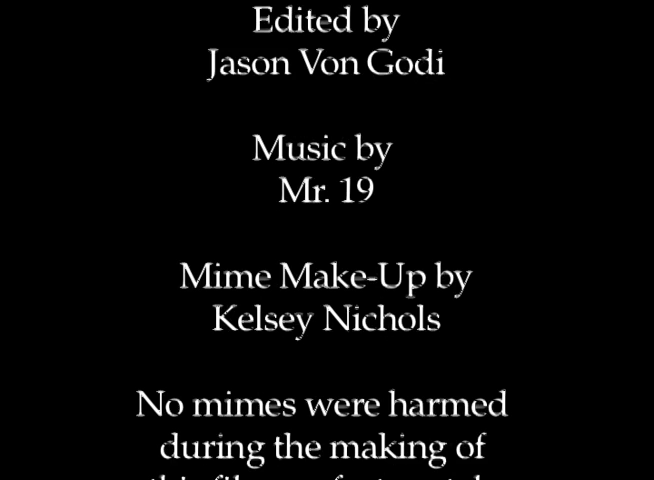 Edited by
Jason Von Godi
Music by
Mr. 19
Mime Make-Up by
Kelsey Nichols
No mimes were harmed
during the making of